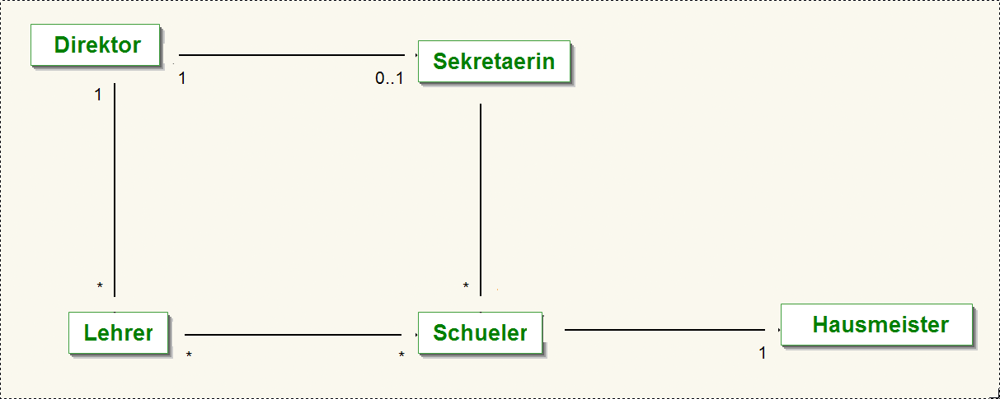 Direktor
Sekretaerin
1
0..1
1
*
*
Lehrer
Schueler
Hausmeister
*
*
1